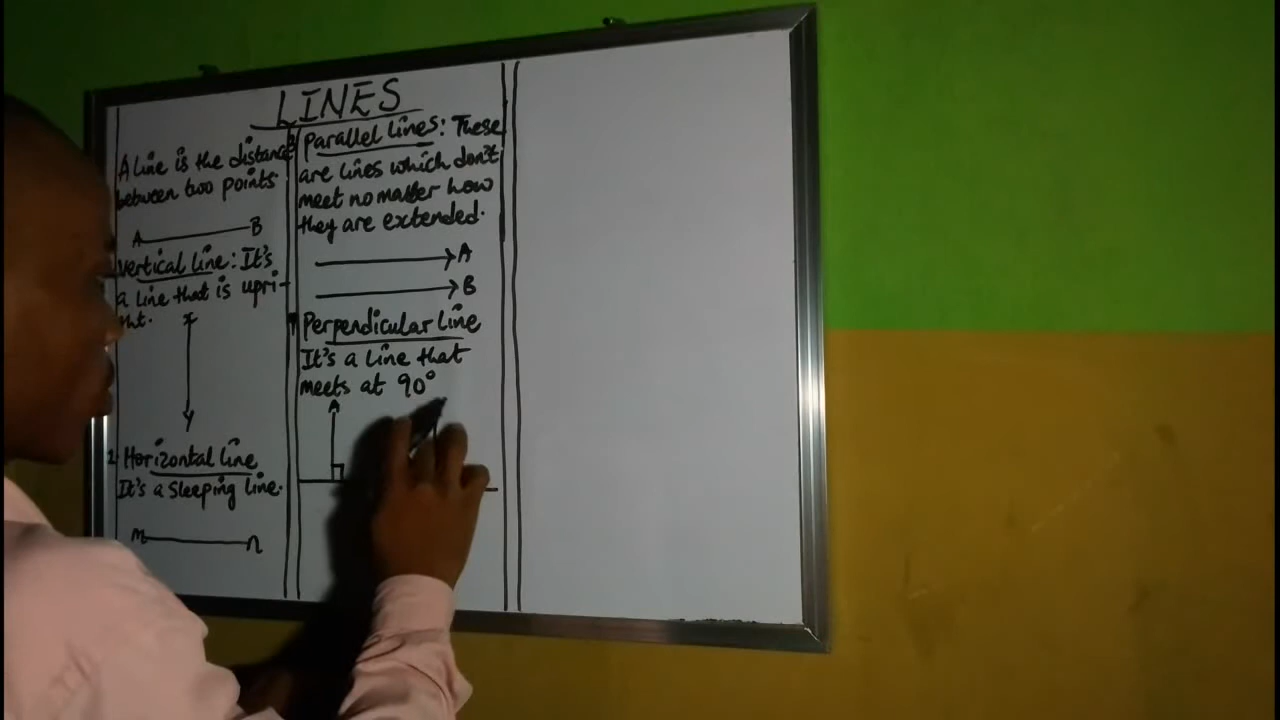 LINES
A line is the distance
between two points.
A B
Vertical line: It's
a line that is upri-
ght.
x
y
2. Horizontal line
It's a sleeping line.
m n
Parallel lines: These
are lines which don't
meet no matter how
they are extended.
A
B
Perpendicular line
It's a line that
meets at 90°
A